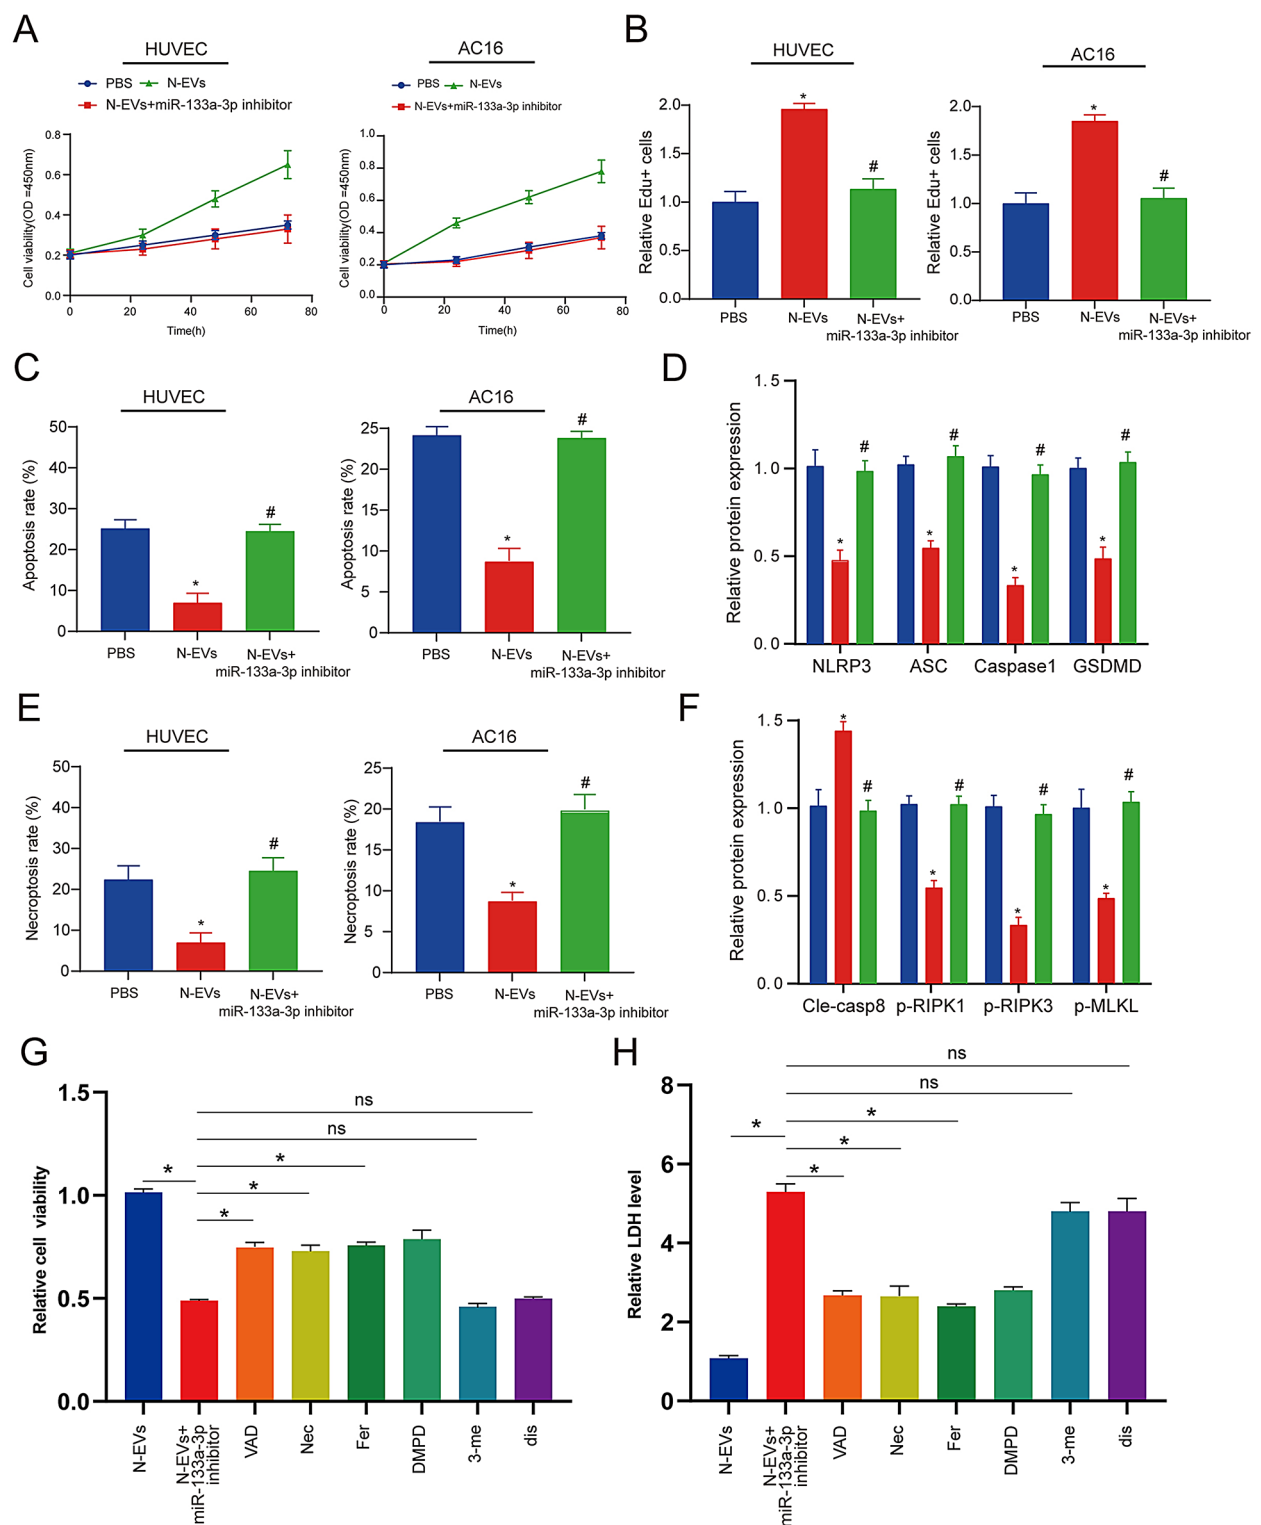 A
HUVEC
PBS
N-EVs
N-EVs+miR-133a-3p inhibitor
Cell viability(OD =450nm)
0.8
0.6
0.4
0.2
0.0
0
20
40
60
80
Time(h)
AC16
PBS
N-EVs
N-EVs+miR-133a-3p inhibitor
Cell viability(OD =450nm)
1.0
0.8
0.6
0.4
0.2
0.0
0
20
40
60
80
Time(h)
B
HUVEC
Relative Edu+ cells
2.0
1.5
1.0
0.5
0.0
*
#
PBS
N-EVs
N-EVs+
miR-133a-3p inhibitor
AC16
Relative Edu+ cells
2.0
1.5
1.0
0.5
0.0
*
#
PBS
N-EVs
N-EVs+
miR-133a-3p inhibitor
C
HUVEC
Apoptosis rate (%)
50
40
30
20
10
0
*
#
PBS
N-EVs
N-EVs+
miR-133a-3p inhibitor
AC16
Apoptosis rate (%)
25
20
15
10
5
0
*
#
PBS
N-EVs
N-EVs+
miR-133a-3p inhibitor
D
Relative protein expression
1.5
1.0
0.5
0.0
*
#
*
#
*
#
*
#
NLRP3
ASC
Caspase1
GSDMD
E
HUVEC
Necroptosis rate (%)
50
40
30
20
10
0
*
#
PBS
N-EVs
N-EVs+
miR-133a-3p inhibitor
AC16
Necroptosis rate (%)
25
20
15
10
5
0
*
#
PBS
N-EVs
N-EVs+
miR-133a-3p inhibitor
F
Relative protein expression
1.5
1.0
0.5
0.0
*
#
*
#
*
#
*
#
Cle-casp8
p-RIPK1
p-RIPK3
p-MLKL
G
Relative cell viability
1.5
1.0
0.5
0.0
ns
ns
*
*
*
*
N-EVs
N-EVs+
miR-133a-3p
inhibitor
VAD
Nec
Fer
DMPD
3-me
dis
H
Relative LDH level
8
6
4
2
0
ns
ns
*
*
*
*
N-EVs
N-EVs+
miR-133a-3p
inhibitor
VAD
Nec
Fer
DMPD
3-me
dis